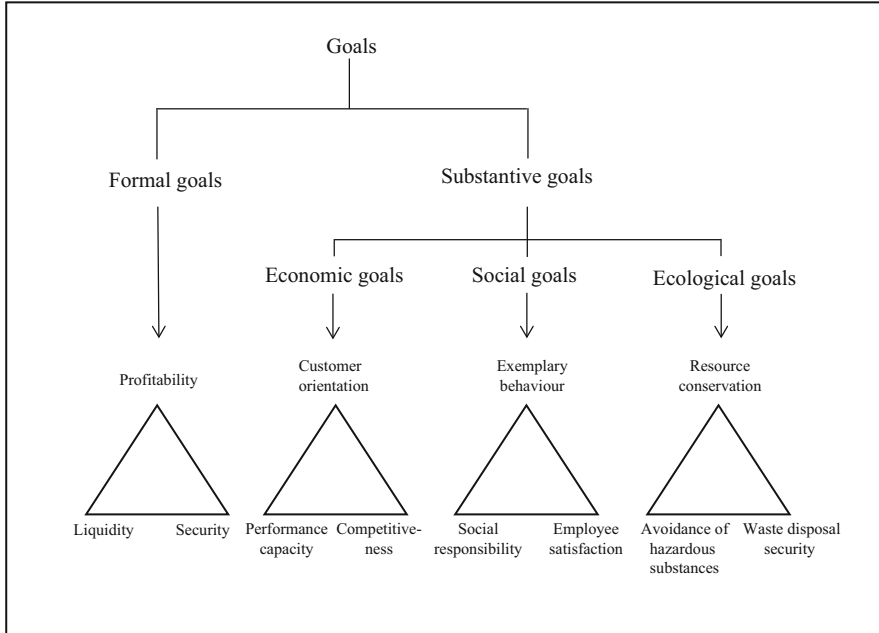 Goals
Formal goals
Substantive goals
Economic goals
Social goals
Ecological goals
Profitability
Customer
orientation
Exemplary
behaviour
Resource
conservation
Liquidity
Security
Performance
capacity
Competitive-
ness
Social
responsibility
Employee
satisfaction
Avoidance of
hazardous
substances
Waste disposal
security